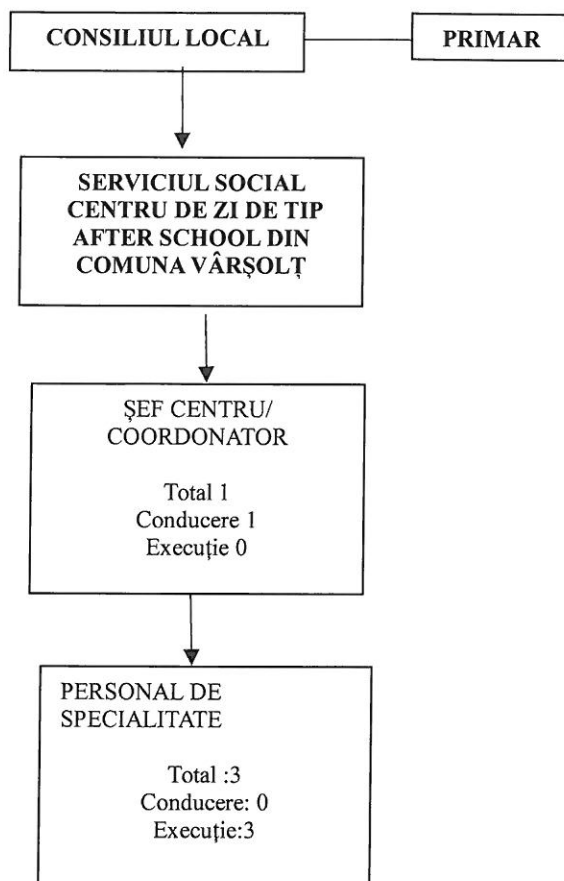 CONSILIUL LOCAL
PRIMAR
SERVICIUL SOCIAL
CENTRU DE ZI DE TIP
AFTER SCHOOL DIN
COMUNA VÂRȘOLȚ
ȘEF CENTRU/
COORDONATOR
Total 1
Conducere 1
Execuție 0
PERSONAL DE
SPECIALITATE
Total :3
Conducere: 0
Execuție:3